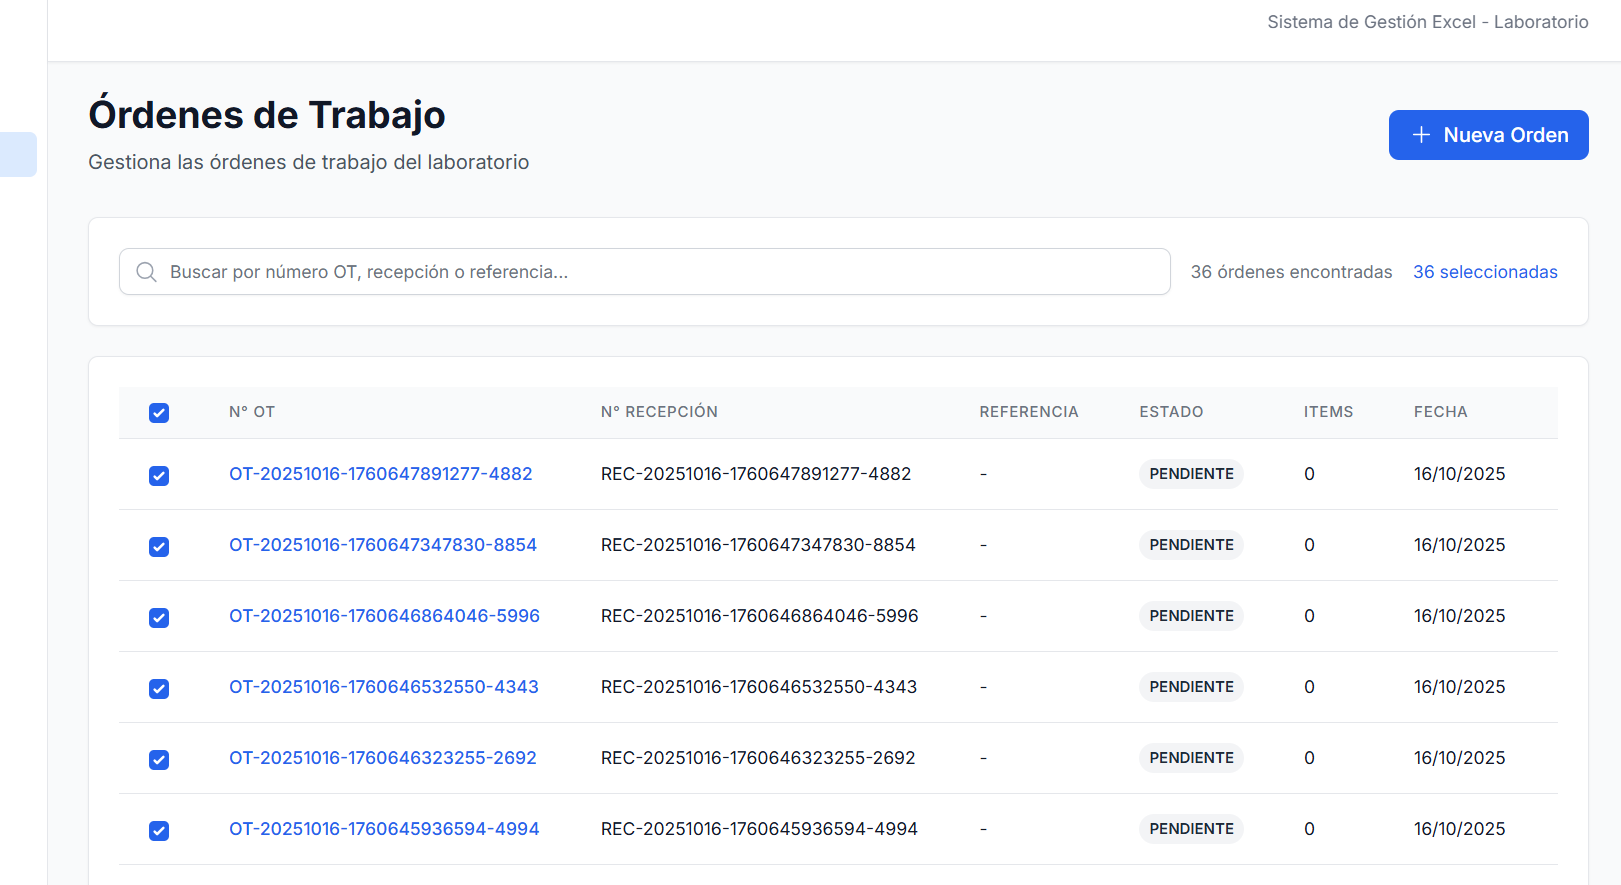 Sistema de Gestión Excel - Laboratorio
Órdenes de Trabajo
Gestiona las órdenes de trabajo del laboratorio
Nueva Orden
Buscar por número OT, recepción o referencia...
36 órdenes encontradas
36 seleccionadas
N° OT N° RECEPCIÓN REFERENCIA ESTADO ITEMS FECHA
OT-20251016-1760647891277-4882 REC-20251016-1760647891277-4882 - PENDIENTE 0 16/10/2025
OT-20251016-1760647347830-8854 REC-20251016-1760647347830-8854 - PENDIENTE 0 16/10/2025
OT-20251016-1760646864046-5996 REC-20251016-1760646864046-5996 - PENDIENTE 0 16/10/2025
OT-20251016-1760646532550-4343 REC-20251016-1760646532550-4343 - PENDIENTE 0 16/10/2025
OT-20251016-1760646323255-2692 REC-20251016-1760646323255-2692 - PENDIENTE 0 16/10/2025
OT-20251016-1760645936594-4994 REC-20251016-1760645936594-4994 - PENDIENTE 0 16/10/2025